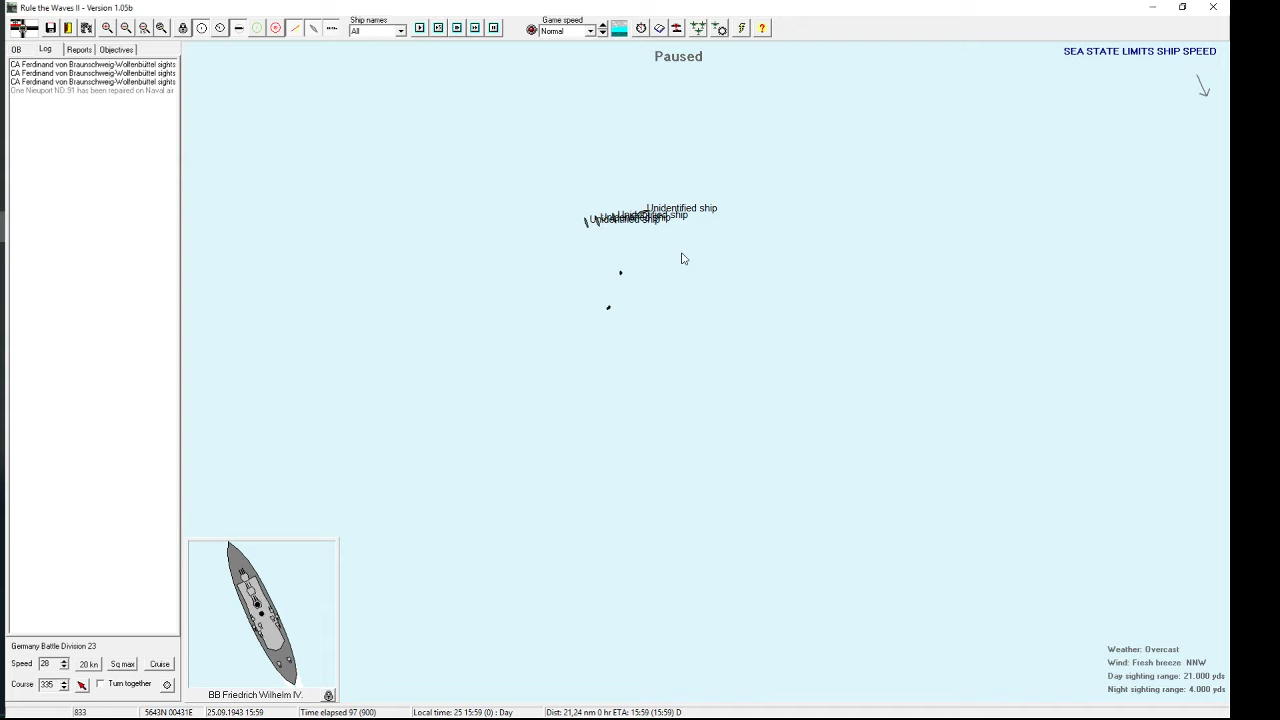 Rule the Waves II - Version 1.05b
Ship names
All
Game speed
Normal
OB Log Reports Objectives
Paused
SEA STATE LIMITS SHIP SPEED
CA Ferdinand von Braunschweig-Wolfenbüttel sights
CA Ferdinand von Braunschweig-Wolfenbüttel sights
CA Ferdinand von Braunschweig-Wolfenbüttel sights
One Nieuport ND.91 has been repaired on Naval air
Unidentified ship
ship
Unidentified ship
Germany Battle Division 23
Speed 28 20 kn Sq max Cruise
Course 335 Turn together
BB Friedrich Wilhelm IV.
Weather: Overcast
Wind: Fresh breeze NNW
Day sighting range: 21.000 yds
Night sighting range: 4.000 yds
833 5643N 00431E 25.09.1943 15:59 Time elapsed 97 (900) Local time: 25 15:59 (0) : Day Dist: 21,24 nm 0 hr ETA: 15:59 (15:59) D